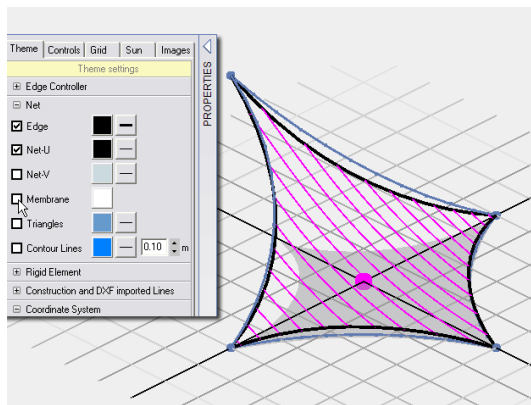 Theme Controls Grid Sun Images
Theme settings
Edge Controller
Net
Edge
Net-U
Net-V
Membrane
Triangles
Contour Lines 0.10 m
Rigid Element
Construction and DXF imported Lines
Coordinate System
PROPERTIES